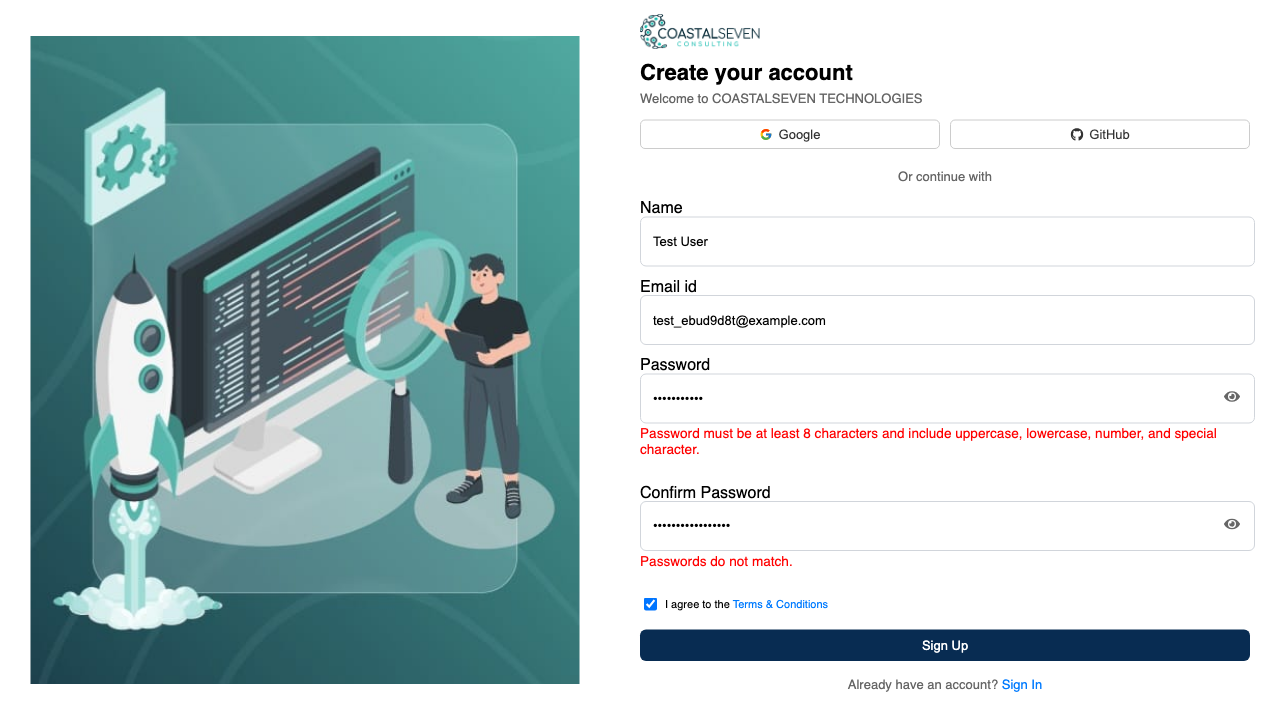 COASTALSEVEN
CONSULTING
Create your account
Welcome to COASTALSEVEN TECHNOLOGIES
Google
GitHub
Or continue with
Name
Test User
Email id
test_ebud9d8t@example.com
Password
•••••••••••
Password must be at least 8 characters and include uppercase, lowercase, number, and special
character.
Confirm Password
•••••••••••••••••
Passwords do not match.
I agree to the Terms & Conditions
Sign Up
Already have an account? Sign In